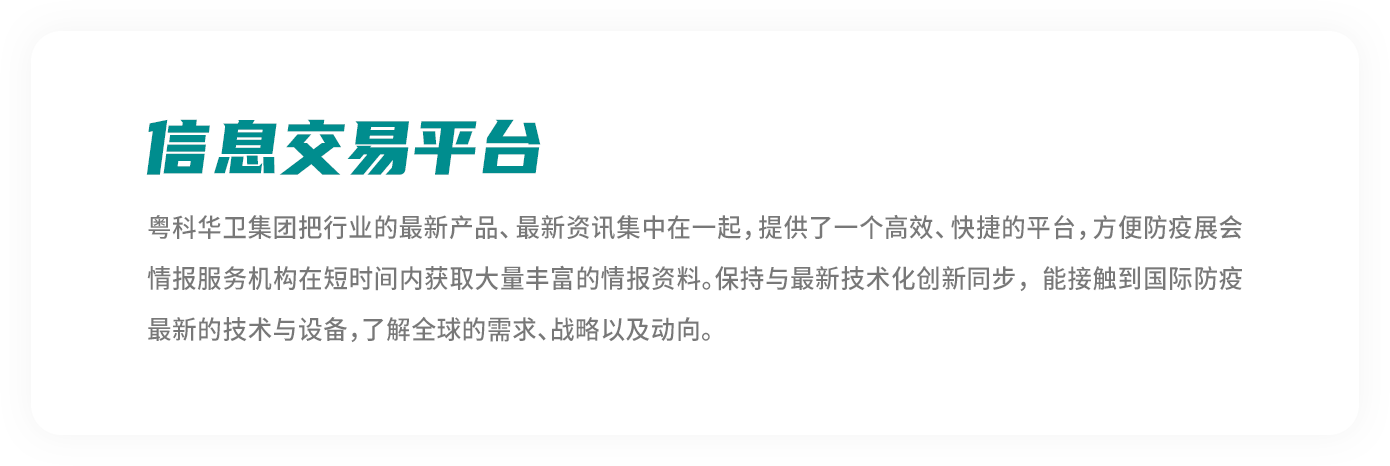 信息交易平台
粤科华卫集团把行业的最新产品、最新资讯集中在一起，提供了一个高效、快捷的平台，方便防疫展会
情报服务机构在短时间内获取大量丰富的情报资料。保持与最新技术化创新同步，能接触到国际防疫
最新的技术与设备，了解全球的需求、战略以及动向。